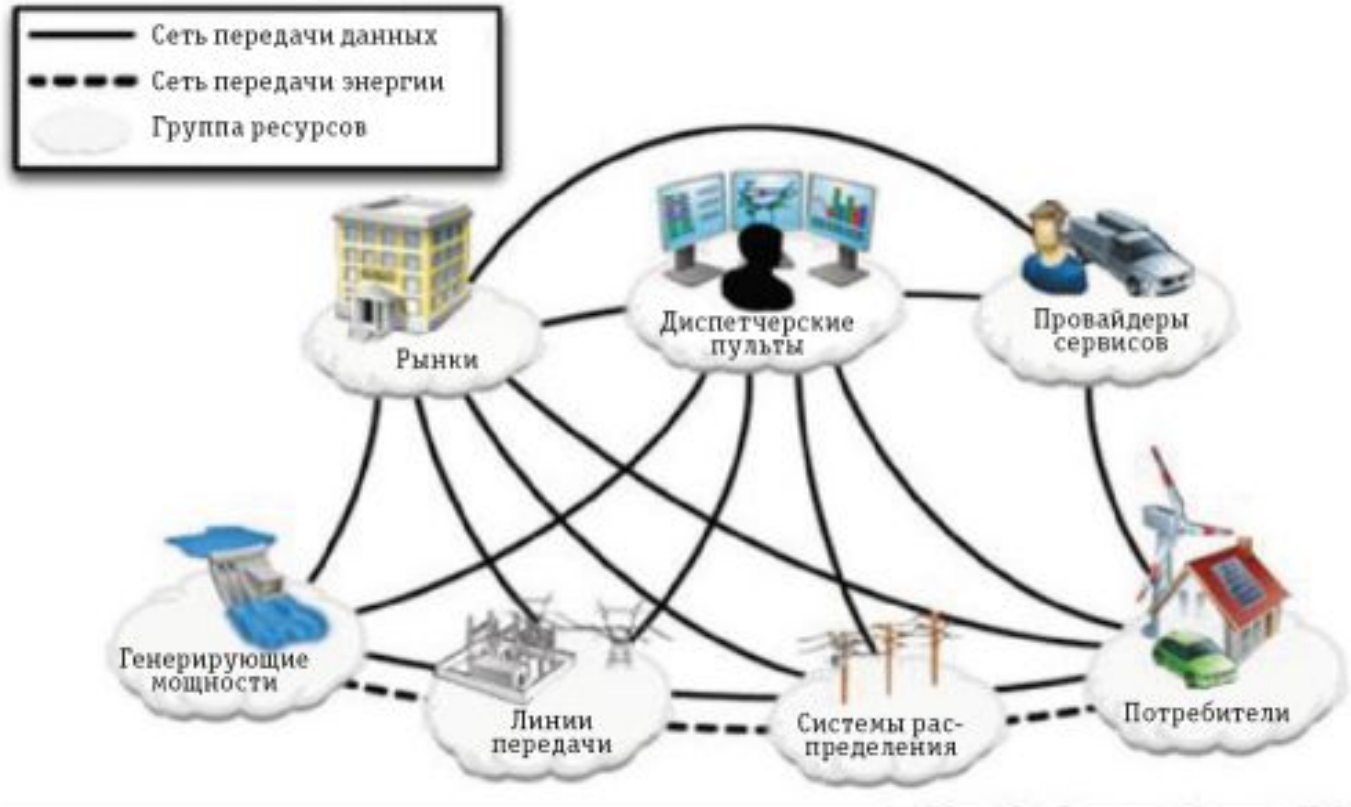 Сеть передачи данных
Сеть передачи энергии
Группа ресурсов
Рынки
Диспетчерские
пульты
Провайдеры
сервисов
Генерирующие
мощности
Линии
передачи
Системы рас-
пределения
Потребители